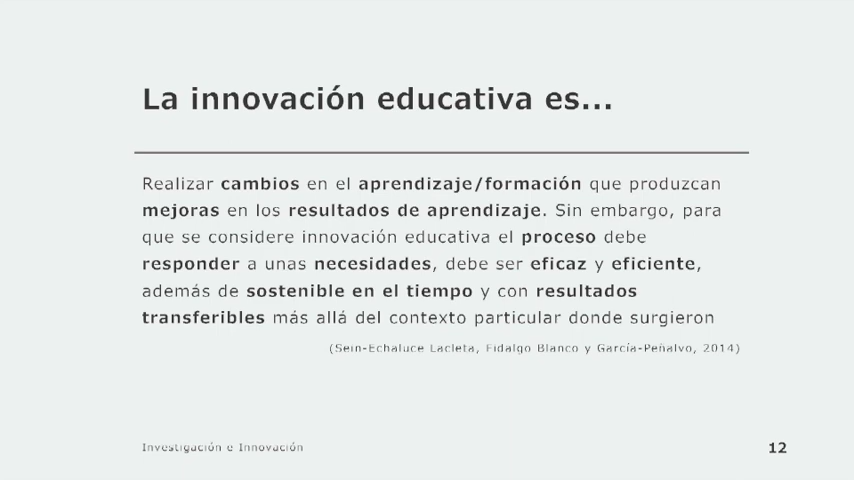 La innovación educativa es...
Realizar cambios en el aprendizaje/formación que produzcan
mejoras en los resultados de aprendizaje. Sin embargo, para
que se considere innovación educativa el proceso debe
responder a unas necesidades, debe ser eficaz y eficiente,
además de sostenible en el tiempo y con resultados
transferibles más allá del contexto particular donde surgieron
(Sein-Echaluce Lacleta, Fidalgo Blanco y García-Peñalvo, 2014)
Investigación e Innovación
12